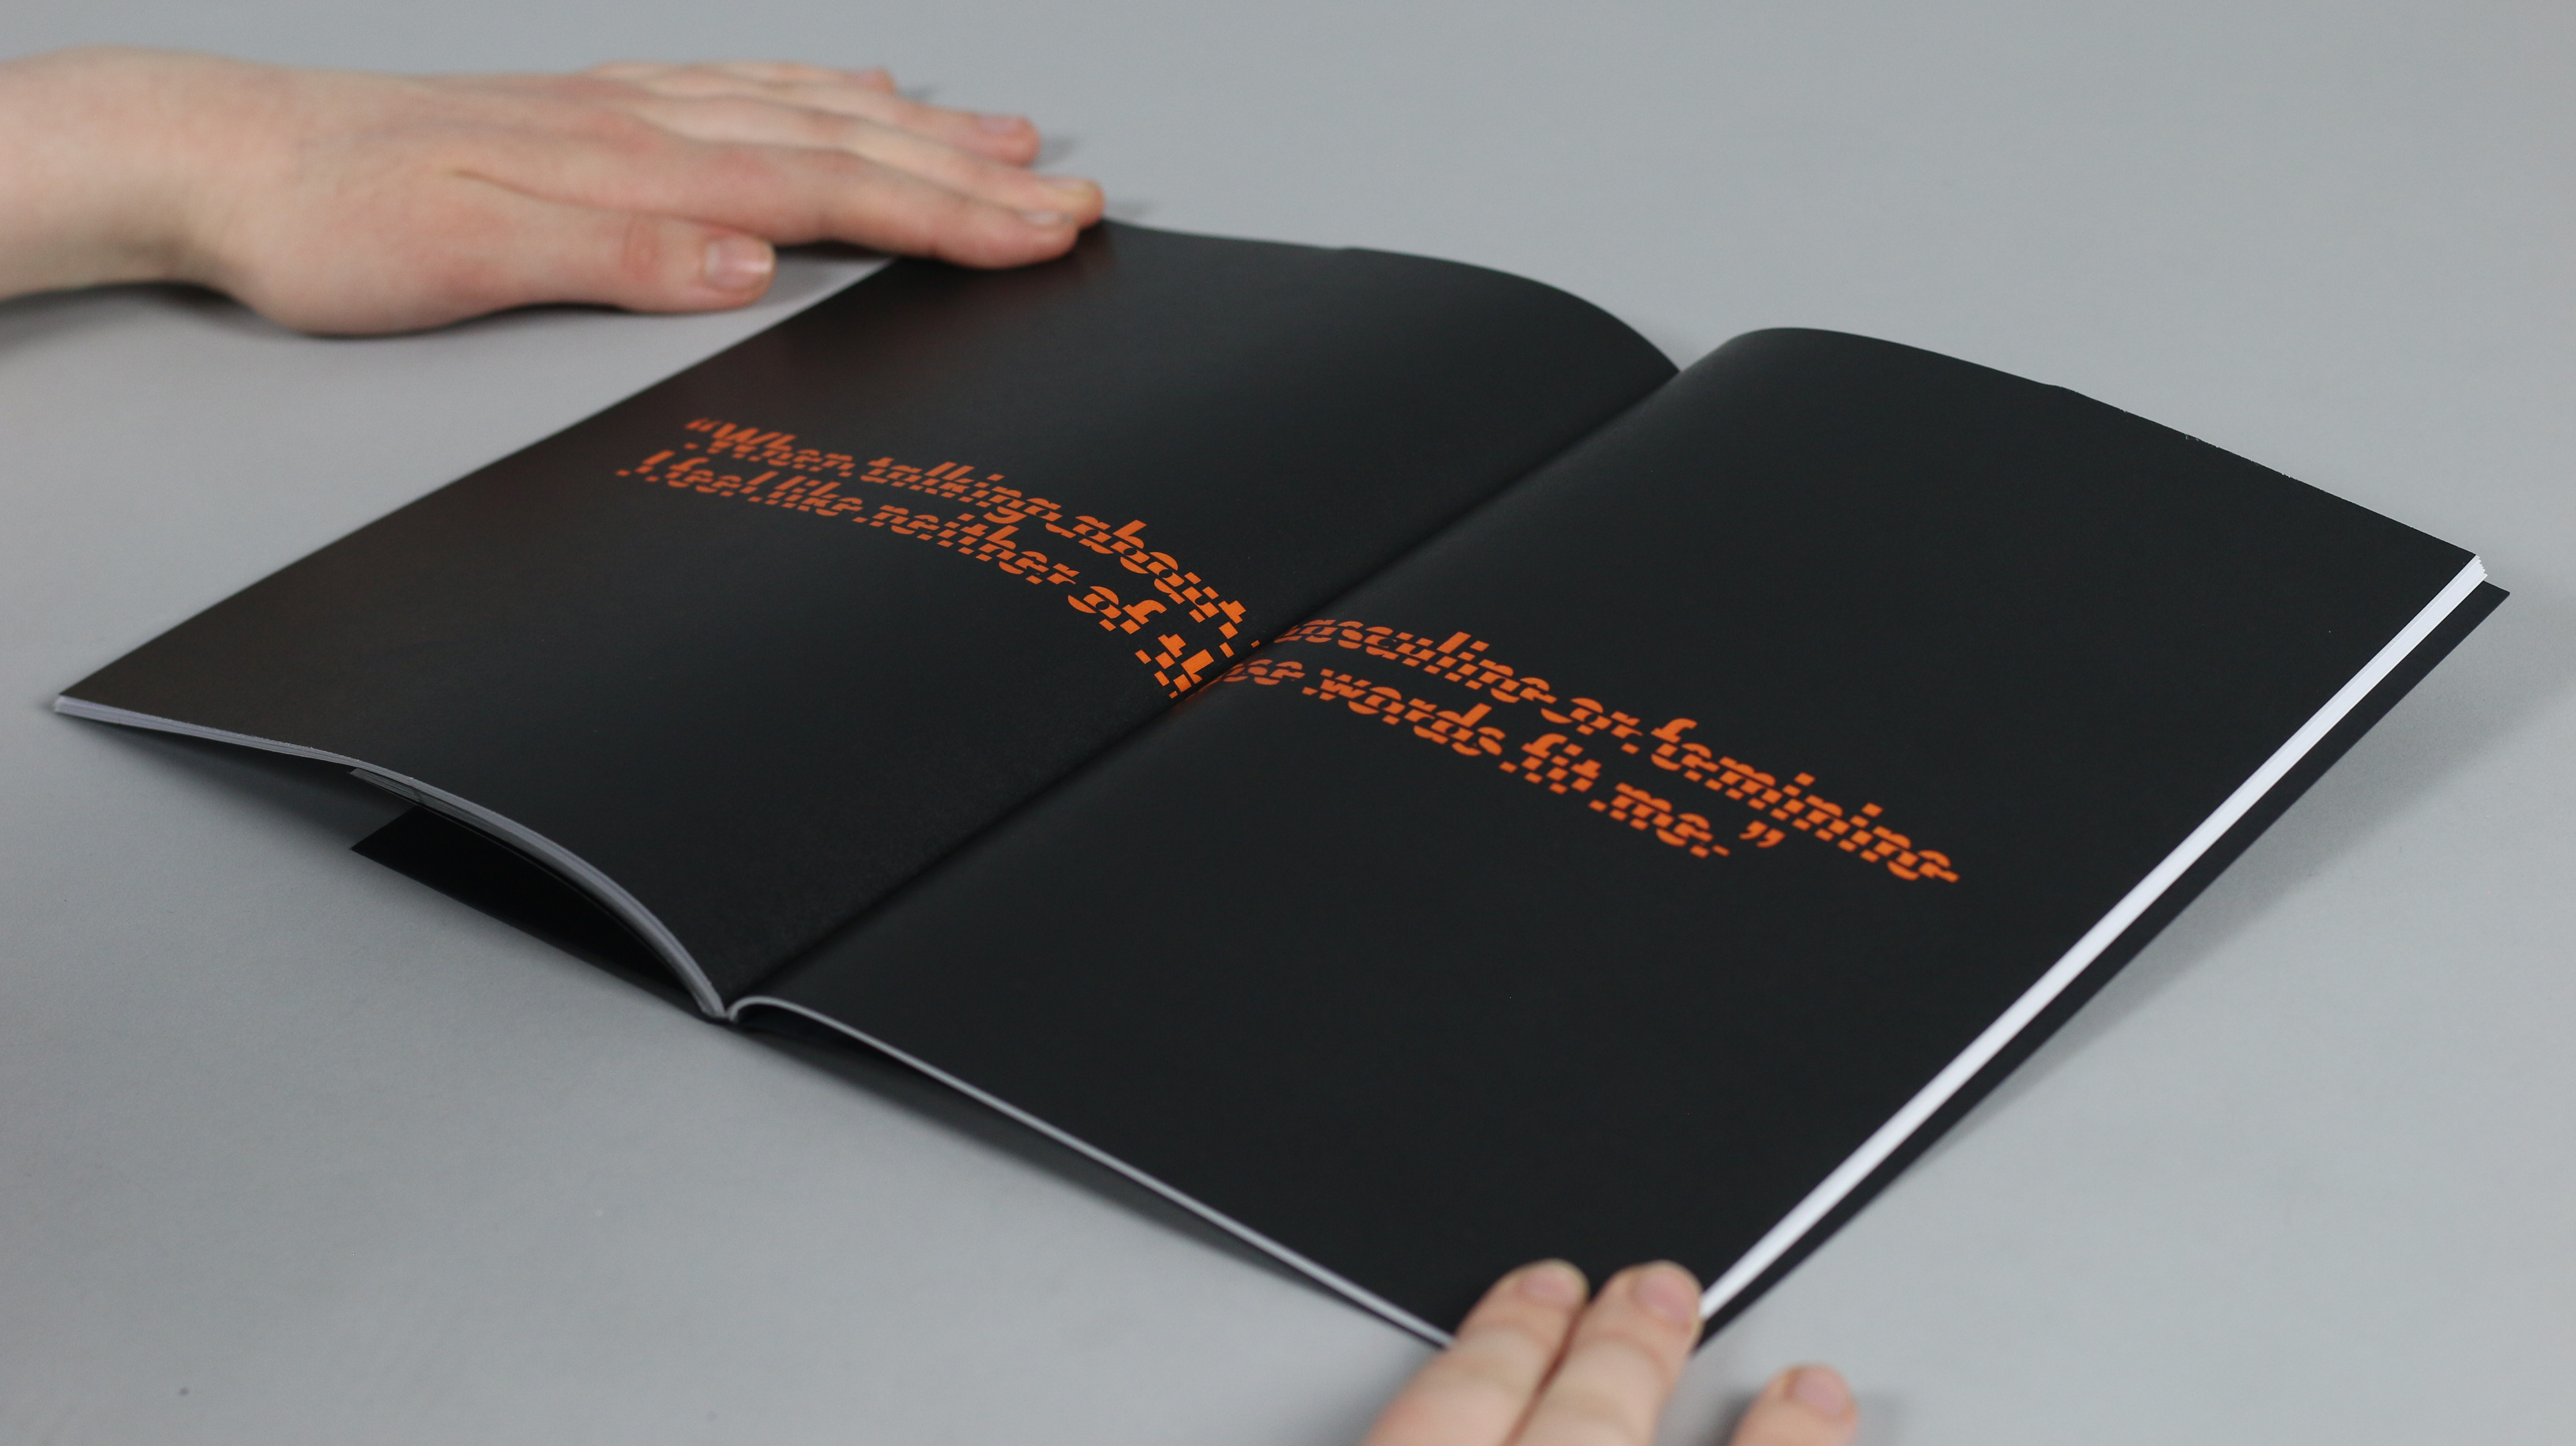 “When talking about masculine or feminine
I feel like neither of these words fit me.”